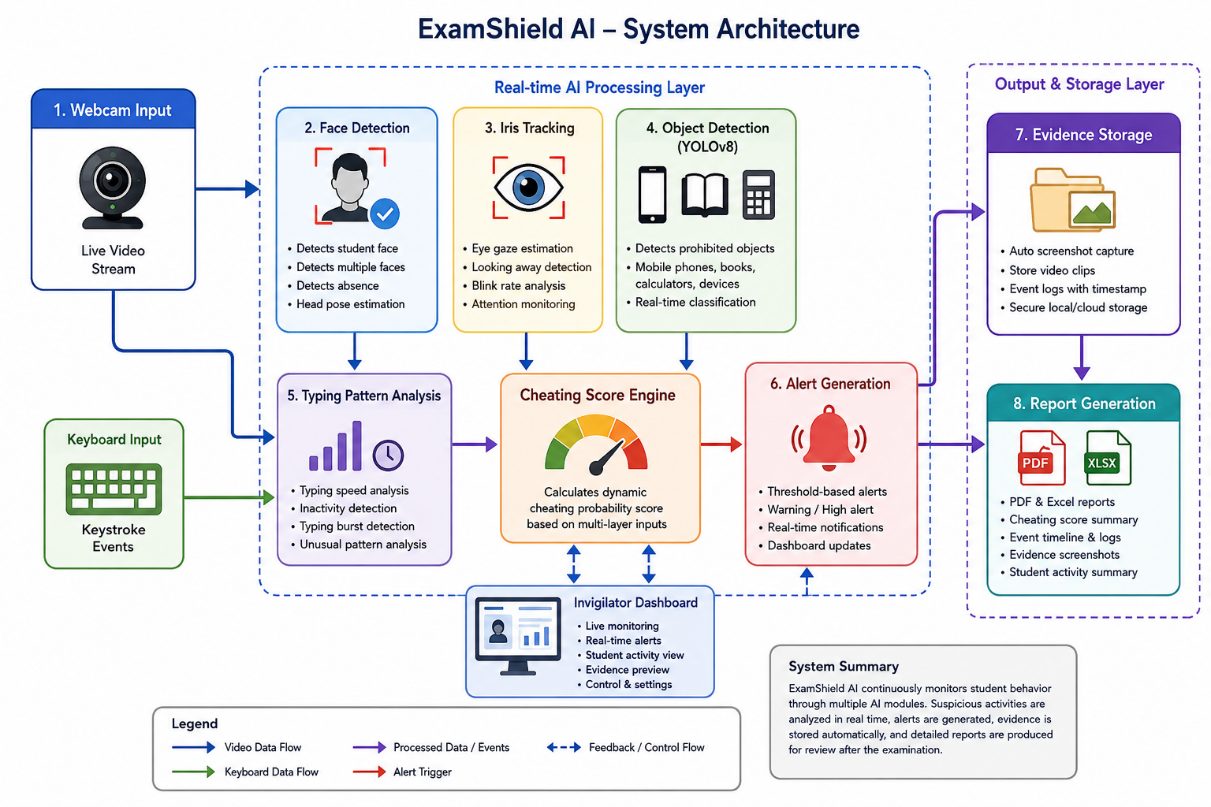 ExamShield AI – System Architecture
Real-time AI Processing Layer
Output & Storage Layer
1. Webcam Input
Live Video
Stream
2. Face Detection
• Detects student face
• Detects multiple faces
• Detects absence
• Head pose estimation
3. Iris Tracking
• Eye gaze estimation
• Looking away detection
• Blink rate analysis
• Attention monitoring
4. Object Detection
(YOLOv8)
• Detects prohibited objects
• Mobile phones, books,
calculators, devices
• Real-time classification
7. Evidence Storage
• Auto screenshot capture
• Store video clips
• Event logs with timestamp
• Secure local/cloud storage
Keyboard Input
Keystroke
Events
5. Typing Pattern Analysis
• Typing speed analysis
• Inactivity detection
• Typing burst detection
• Unusual pattern analysis
Cheating Score Engine
Calculates dynamic
cheating probability score
based on multi-layer inputs
6. Alert Generation
• Threshold-based alerts
• Warning / High alert
• Real-time notifications
• Dashboard updates
8. Report Generation
PDF
XLSX
• PDF & Excel reports
• Cheating score summary
• Event timeline & logs
• Evidence screenshots
• Student activity summary
Invigilator Dashboard
• Live monitoring
• Real-time alerts
• Student activity view
• Evidence preview
• Control & settings
System Summary
ExamShield AI continuously monitors student behavior
through multiple AI modules. Suspicious activities are
analyzed in real time, alerts are generated, evidence is
stored automatically, and detailed reports are produced
for review after the examination.
Legend
Video Data Flow
Processed Data / Events
Feedback / Control Flow
Keyboard Data Flow
Alert Trigger